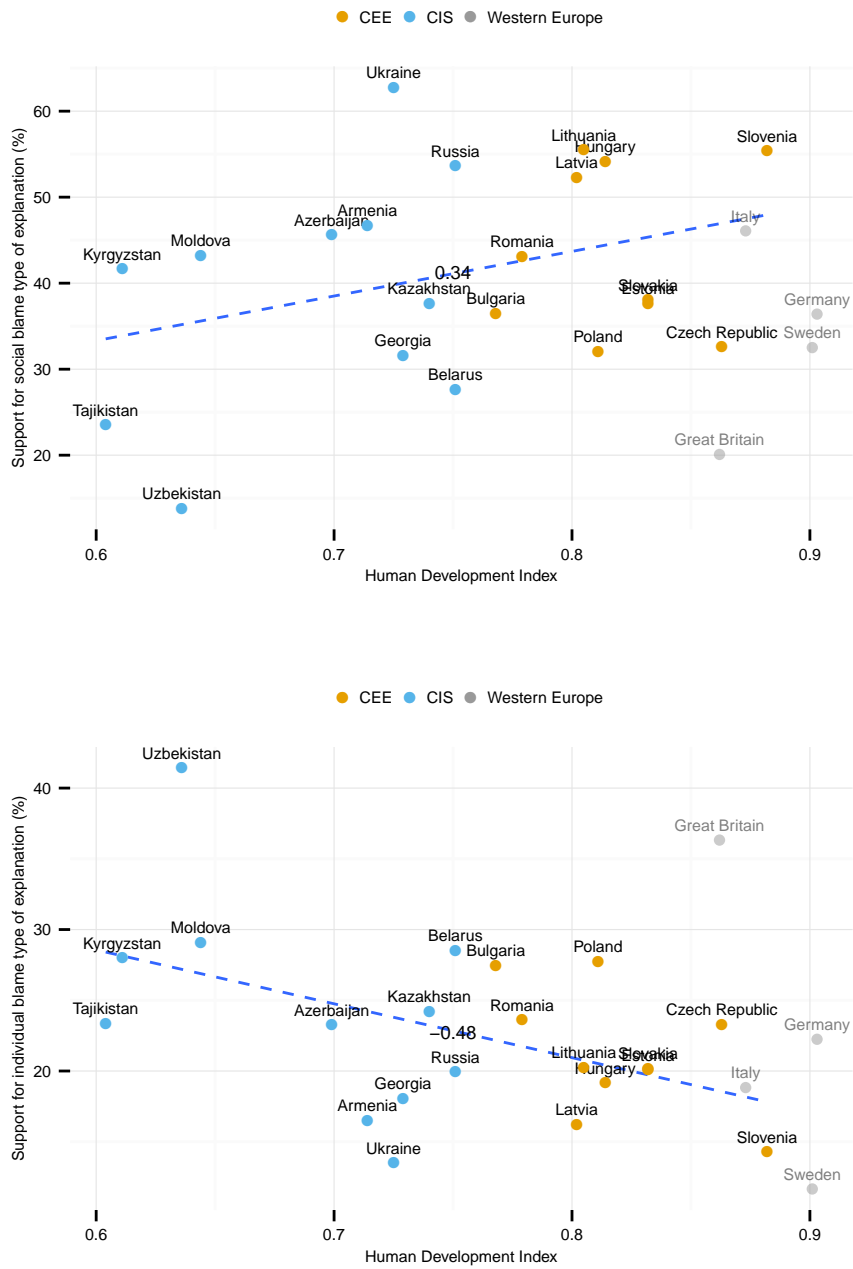 CEE CIS Western Europe
Support for social blame type of explanation (%)
Ukraine
60
Lithuania
Hungary
Slovenia
Russia
Latvia
50
Armenia
Azerbaijan
Italy
Moldova
Romania
Kyrgyzstan
0.34
40
Kazakhstan
Slovakia
Estonia
Bulgaria
Germany
Georgia
Poland
Czech Republic
Sweden
30
Belarus
Tajikistan
Great Britain
20
Uzbekistan
0.6 0.7 0.8 0.9
Human Development Index
CEE CIS Western Europe
Support for individual blame type of explanation (%)
Uzbekistan
40
Great Britain
30
Moldova
Kyrgyzstan
Belarus
Bulgaria
Poland
Kazakhstan
Tajikistan
Azerbaijan
Romania
Czech Republic
Germany
−0.48
20
Russia
Lithuania
Slovakia
Estonia
Hungary
Italy
Georgia
Armenia
Latvia
Ukraine
Slovenia
Sweden
0.6 0.7 0.8 0.9
Human Development Index